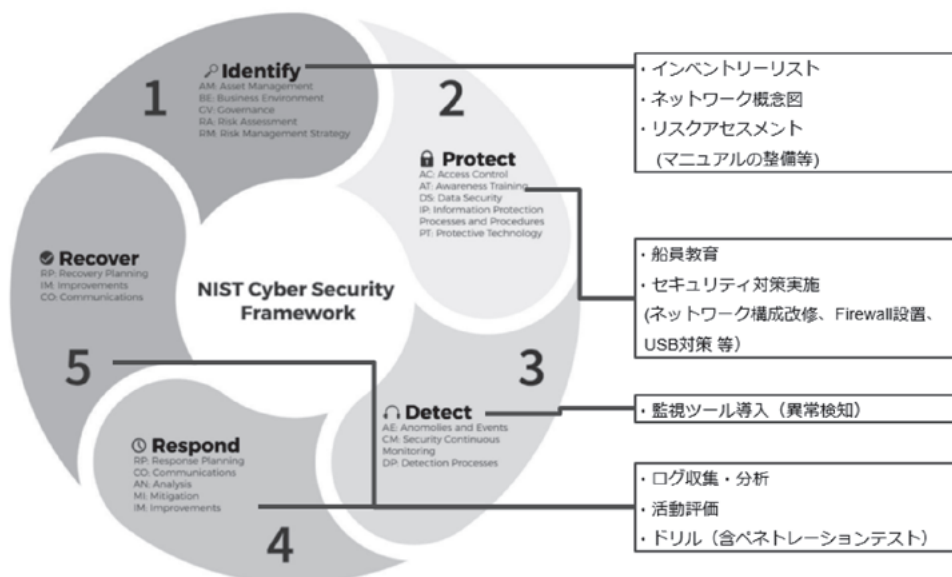 1
Identify
AM: Asset Management
BE: Business Environment
GV: Governance
RA: Risk Assessment
RM: Risk Management Strategy
2
Protect
AC: Access Control
AT: Awareness Training
DS: Data Security
IP: Information Protection
Processes and Procedures
PT: Protective Technology
3
Detect
AE: Anomolies and Events
CM: Security Continuous
Monitoring
DP: Detection Processes
4
Respond
RP: Response Planning
CO: Communications
AN: Analysis
MI: Mitigation
IM: Improvements
5
Recover
RP: Recovery Planning
IM: Improvements
CO: Communications
NIST Cyber Security
Framework
・インベントリーリスト
・ネットワーク概念図
・リスクアセスメント
(マニュアルの整備等)
・船員教育
・セキュリティ対策実施
(ネットワーク構成改修、Firewall設置、
USB対策 等）
・監視ツール導入（異常検知）
・ログ収集・分析
・活動評価
・ドリル（含ペネトレーションテスト）